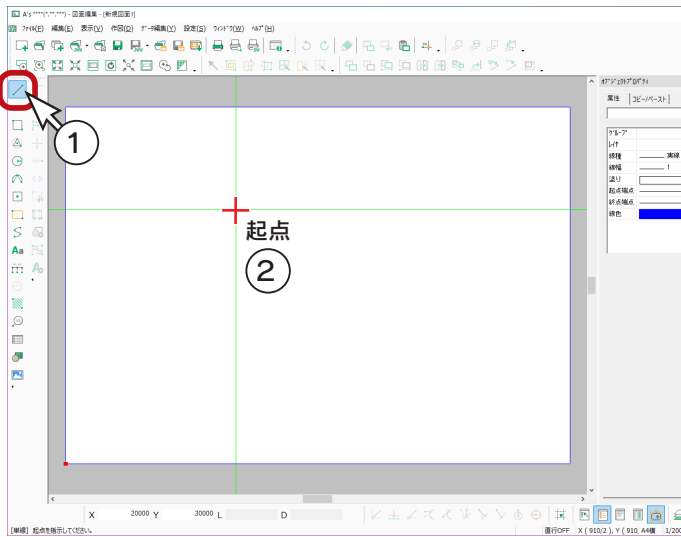 A's ****(*.**.***) - 図面編集 - [新規図面1]
ﾌｧｲﾙ(F) 編集(E) 表示(V) 作図(D) ﾃﾞｰﾀ編集(Y) 設定(S) ｳｨﾝﾄﾞｳ(W) ﾍﾙﾌﾟ(H)
ｵﾌﾞｼﾞｪｸﾄﾌﾟﾛﾊﾟﾃｨ
属性 コピー/ペースト
①
ｸﾞﾙｰﾌﾟ
ﾚｲﾔ
線種 実線
線幅 1
塗り
起点端点
終点端点
線色
起点
②
Aa
X 20000 Y 30000 L D
[単線] 起点を指示してください。
直行OFF X ( 910/2 ), Y ( 910, A4横 1/200